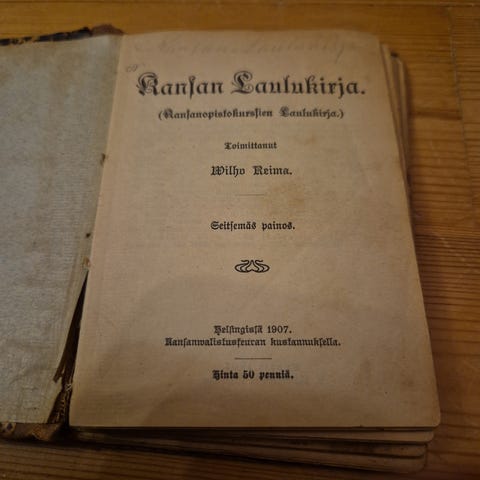 Kansan Laulukirja.
(Kansanopistokurssien Laulukirja.)
Toimittanut
Wilho Reima.
Seitsemäs painos.
Helsingissä 1907.
Kansanwalistusseuran kustannuksella.
Hinta 50 penniä.